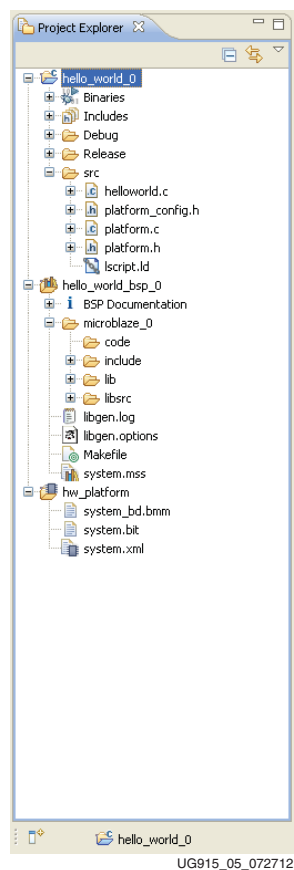 Project Explorer
hello_world_0
Binaries
Includes
Debug
Release
src
helloworld.c
platform_config.h
platform.c
platform.h
lscript.ld
hello_world_bsp_0
BSP Documentation
microblaze_0
code
include
lib
libsrc
libgen.log
libgen.options
Makefile
system.mss
hw_platform
system_bd.bmm
system.bit
system.xml
hello_world_0
UG915_05_072712